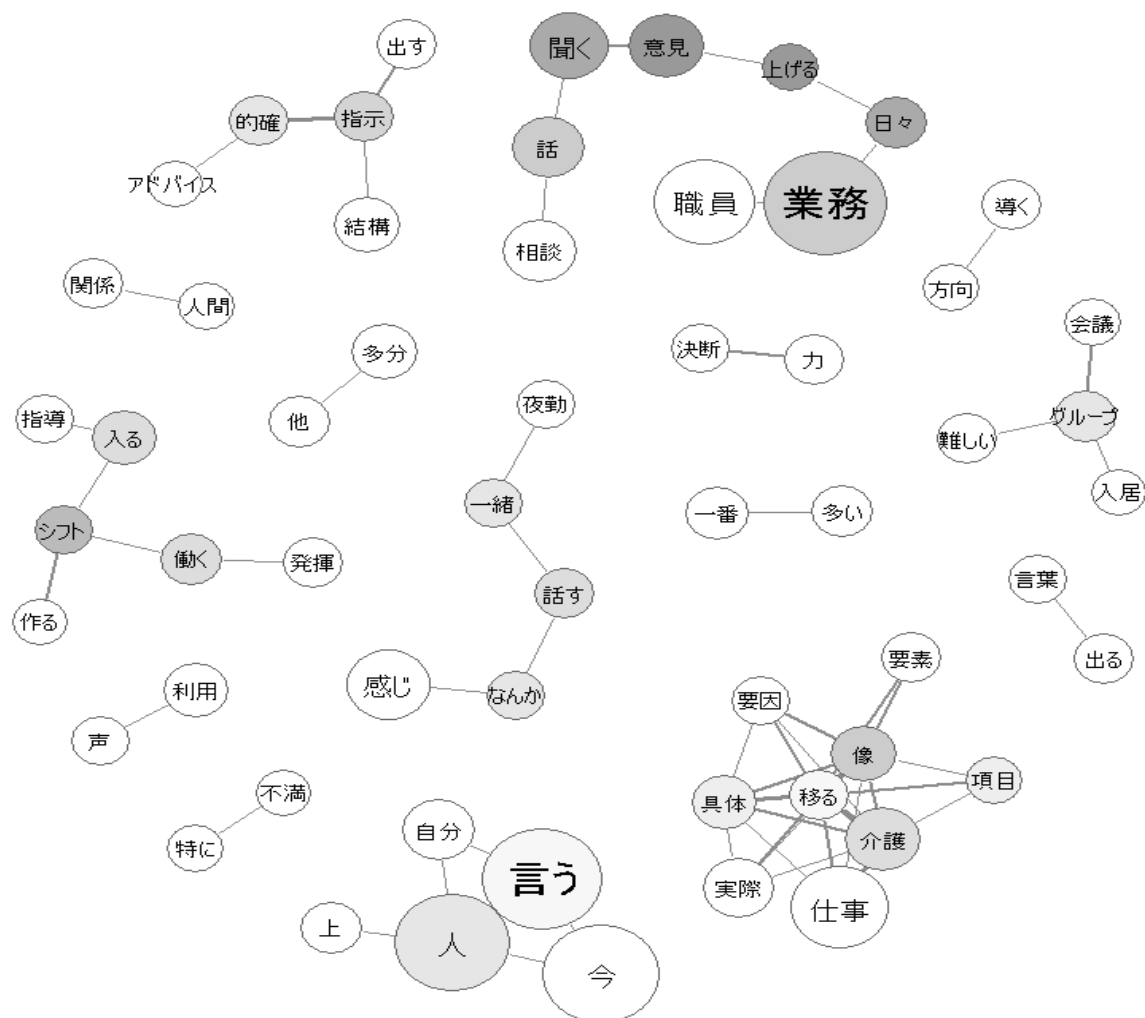 出す
聞く
意見
上げる
的確
指示
日々
話
アドバイス
職員
業務
結構
相談
導く
関係
人間
方向
会議
多分
決断
力
指導
入る
他
夜勤
グループ
難しい
一緒
一番
多い
入居
シフト
働く
発揮
話す
言葉
作る
出る
感じ
なんか
利用
声
要素
要因
像
項目
具体
移る
介護
実際
仕事
不満
特に
自分
言う
上
人
今